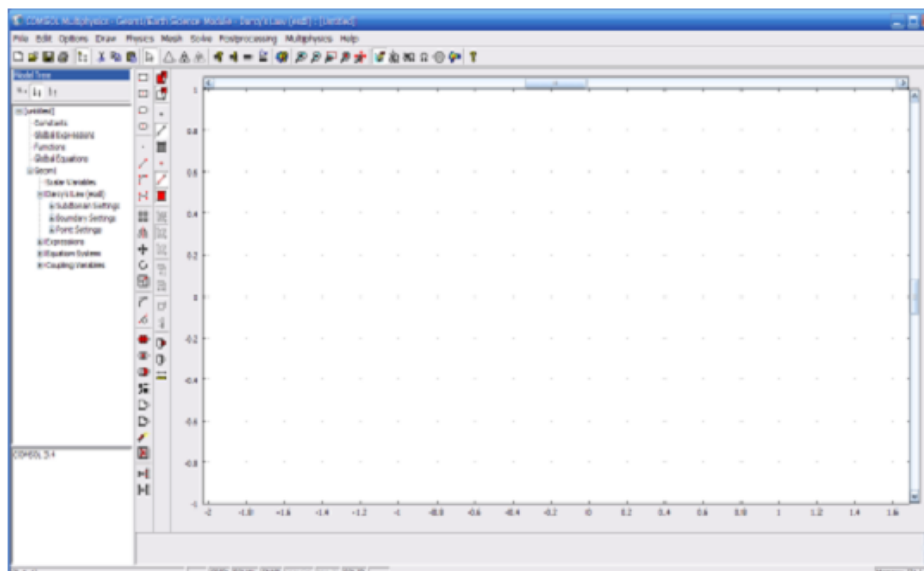 COMSOL Multiphysics - Geom1/Earth Science Module - Darcy's Law (esdl) : [Untitled]
File Edit Options Draw Physics Mesh Solve Postprocessing Multiphysics Help
Model Tree
[untitled]
Constants
Global Expressions
Functions
Global Equations
Geom1
Scalar Variables
Darcy's Law (esdl)
Subdomain Settings
Boundary Settings
Point Settings
Expressions
Equation System
Coupling Variables
COMSOL 3.4
1
0.8
0.6
0.4
0.2
0
-0.2
-0.4
-0.6
-0.8
-1
-2 -1.8 -1.6 -1.4 -1.2 -1 -0.8 -0.6 -0.4 -0.2 0 0.2 0.4 0.6 0.8 1 1.2 1.4 1.6